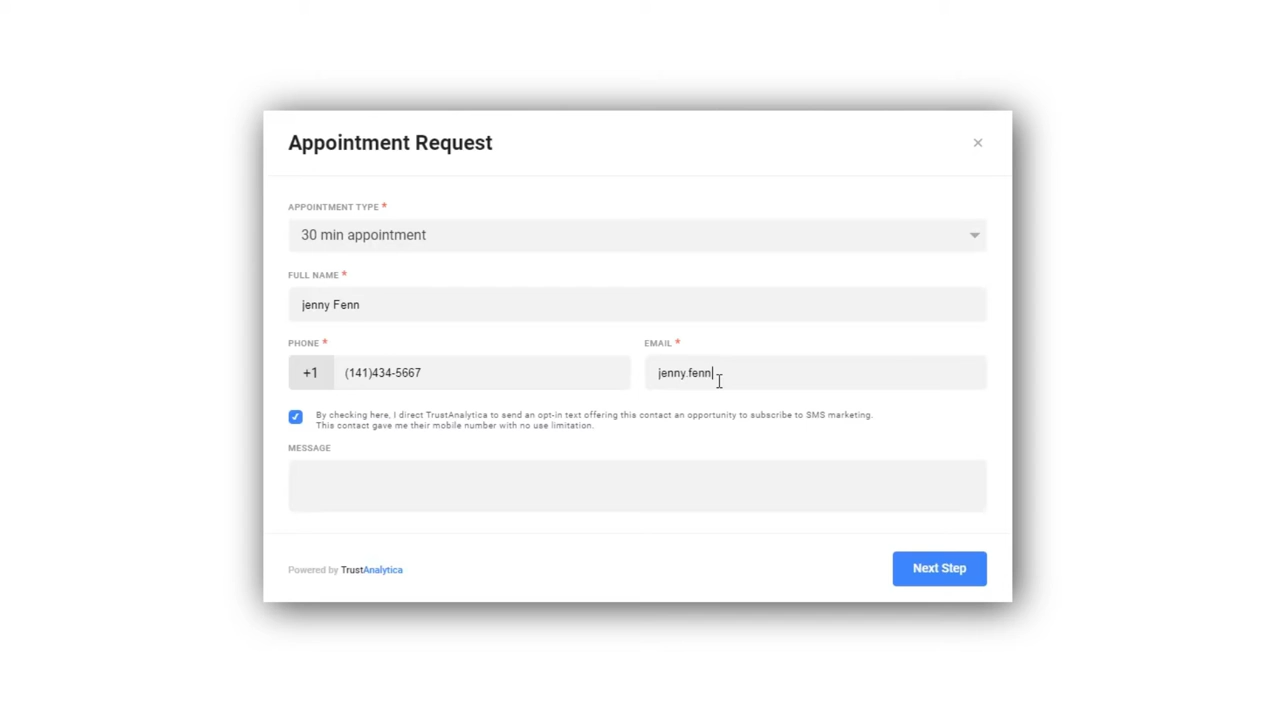 Appointment Request
APPOINTMENT TYPE *
30 min appointment
FULL NAME *
jenny Fenn
PHONE * EMAIL *
+1 (141)434-5667 jenny.fenn
By checking here, I direct TrustAnalytica to send an opt-in text offering this contact an opportunity to subscribe to SMS marketing.
This contact gave me their mobile number with no use limitation.
MESSAGE
Powered by TrustAnalytica Next Step